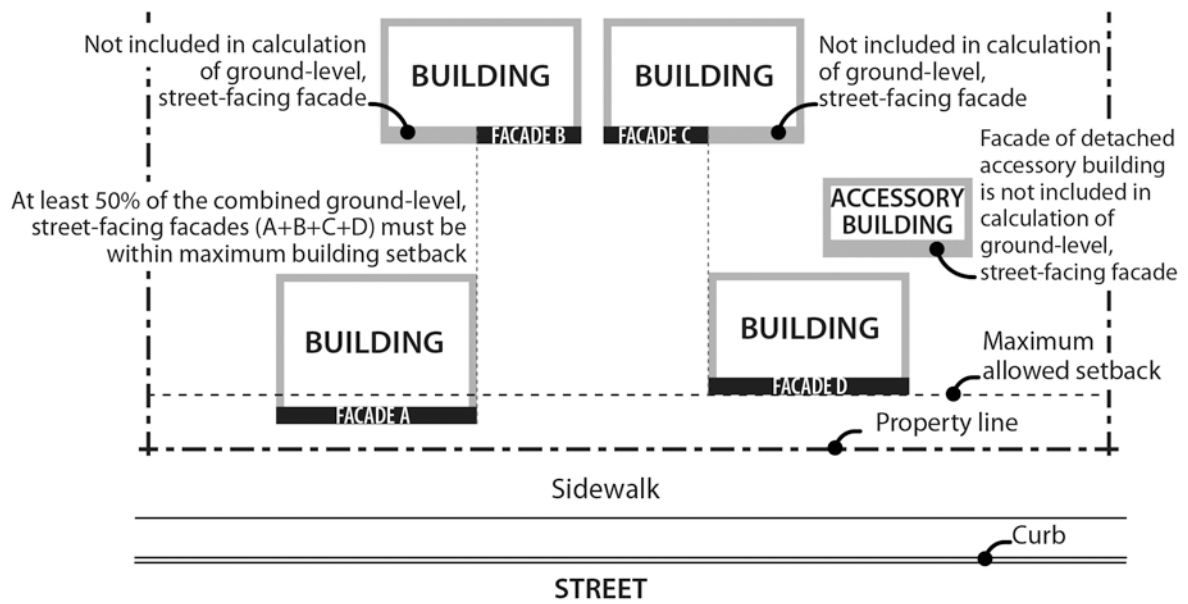 Not included in calculation
of ground-level,
street-facing facade
BUILDING
FACADE B
BUILDING
FACADE C
Not included in calculation
of ground-level,
street-facing facade
Facade of detached
accessory building
is not included in
calculation of
ground-level,
street-facing facade
ACCESSORY
BUILDING
At least 50% of the combined ground-level,
street-facing facades (A+B+C+D) must be
within maximum building setback
BUILDING
FACADE A
BUILDING
FACADE D
Maximum
allowed setback
Property line
Sidewalk
Curb
STREET